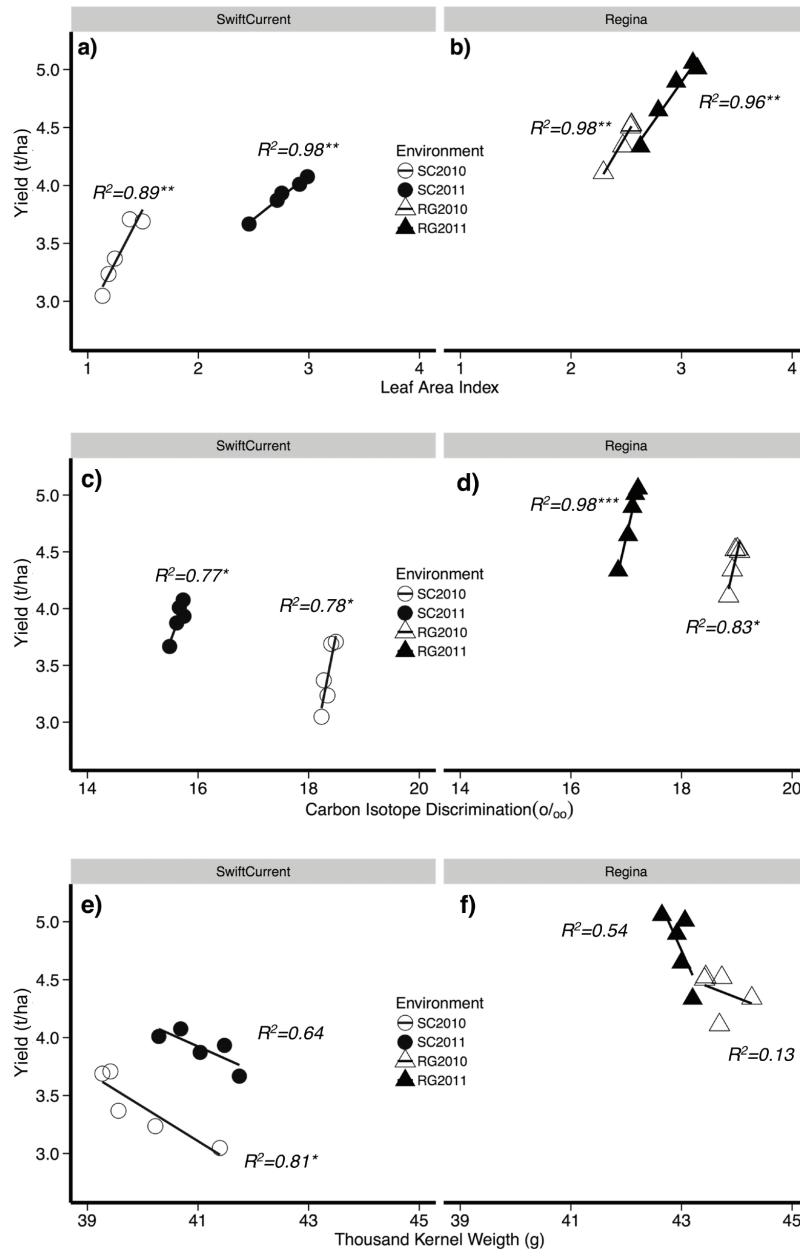 SwiftCurrent Regina
a) b)
5.0
R²=0.96**
4.5
R²=0.98**
R²=0.98**
Environment
SC2010
SC2011
RG2010
RG2011
4.0
R²=0.89**
3.5
3.0
Yield (t/ha)
1 2 3 4 1 2 3 4
Leaf Area Index
SwiftCurrent Regina
c) d)
5.0
R²=0.98***
4.5
R²=0.77*
Environment
SC2010
SC2011
RG2010
RG2011
4.0
R²=0.78*
R²=0.83*
3.5
3.0
Yield (t/ha)
14 16 18 20 14 16 18 20
Carbon Isotope Discrimination(o/oo)
SwiftCurrent Regina
e) f)
5.0
R²=0.54
4.5
Environment
SC2010
SC2011
RG2010
RG2011
4.0
R²=0.64
R²=0.13
3.5
3.0
R²=0.81*
Yield (t/ha)
39 41 43 45 39 41 43 45
Thousand Kernel Weigth (g)